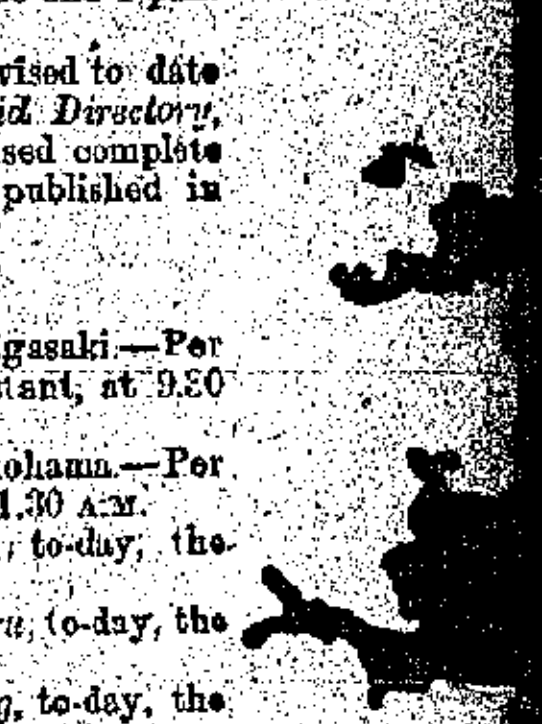 vised to date
id Directory,
sed complete
published in
gasaki.—Per
stant, at 9.30
ohama.—Per
1.30 A.M.
to-day, the
to-day, the
to-day, the